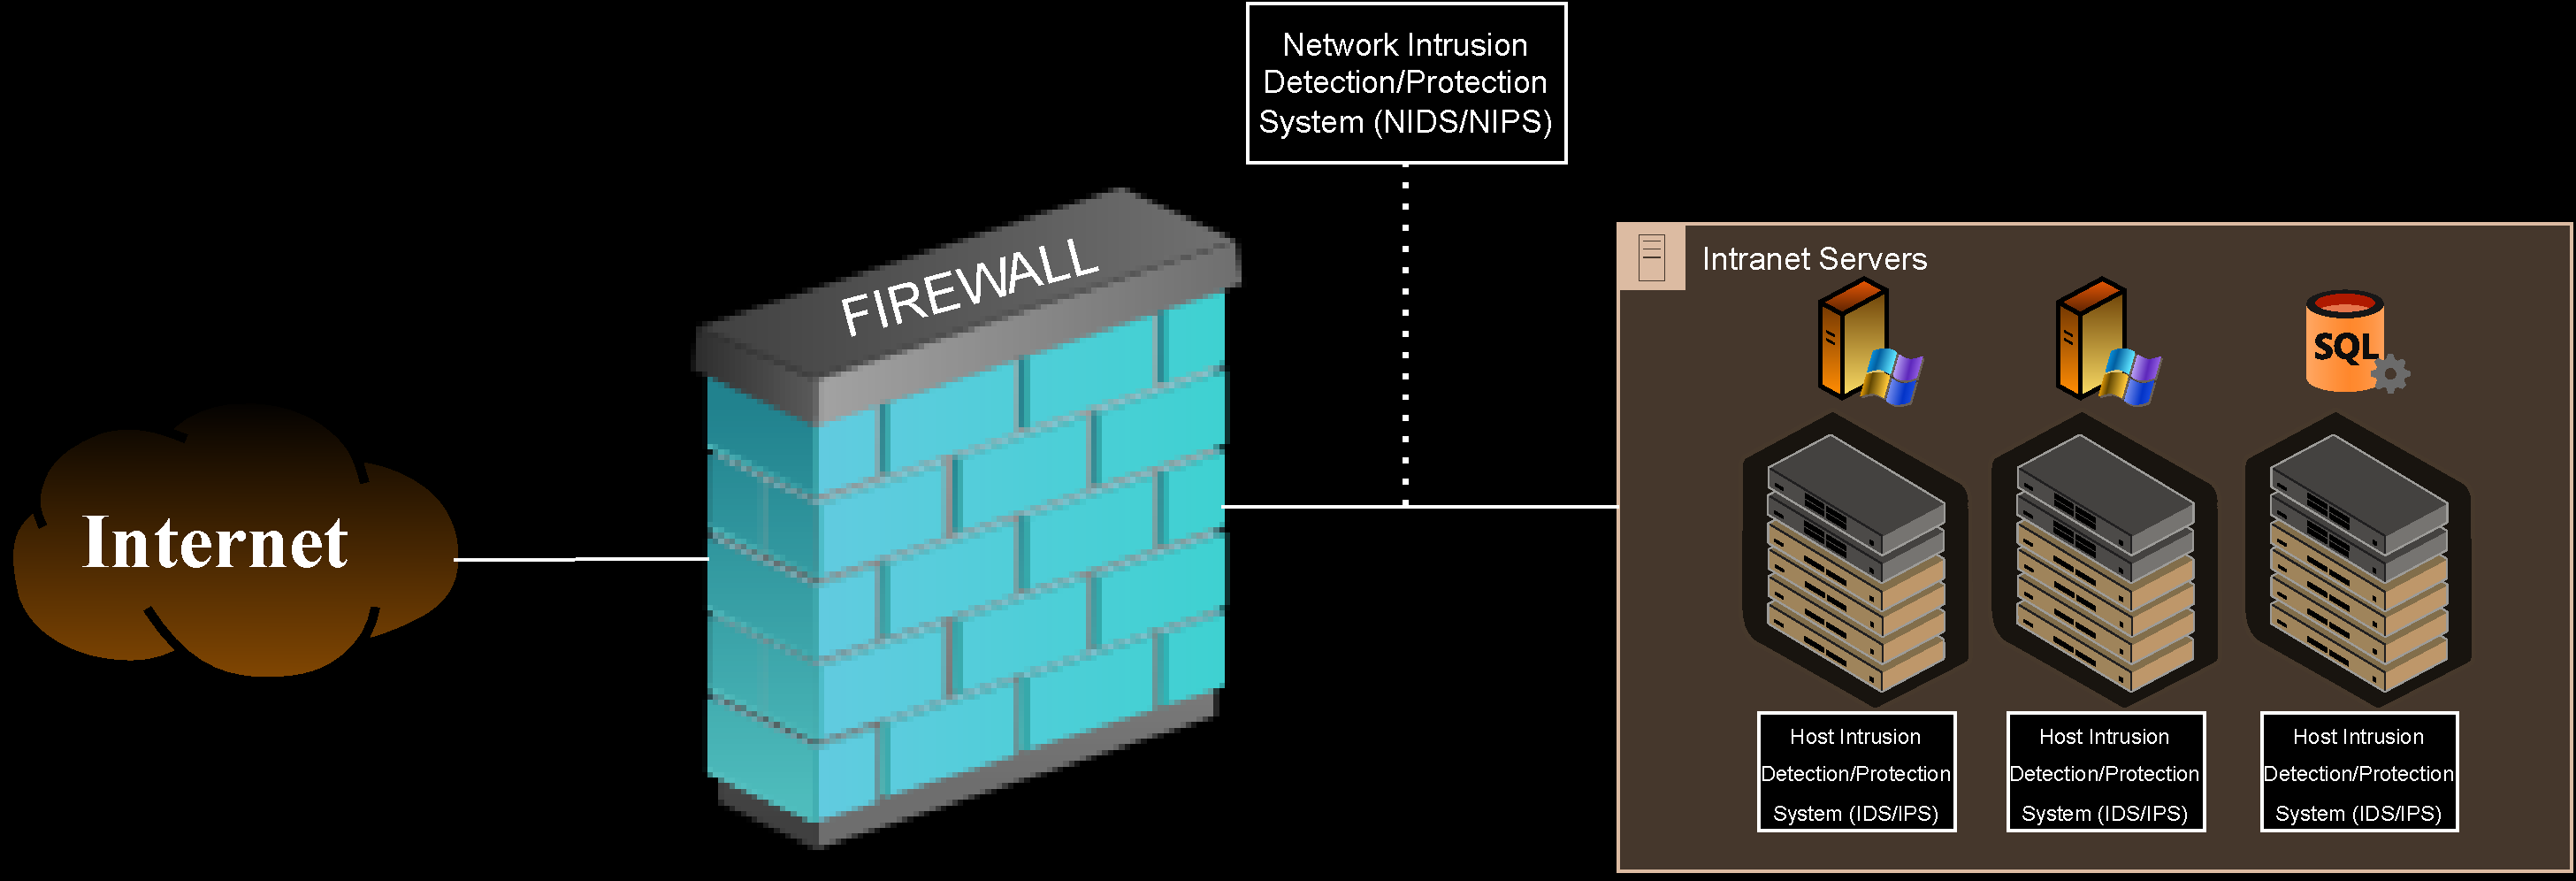 Network Intrusion
Detection/Protection
System (NIDS/NIPS)
FIREWALL
Internet
Intranet Servers
SQL
Host Intrusion
Detection/Protection
System (IDS/IPS)
Host Intrusion
Detection/Protection
System (IDS/IPS)
Host Intrusion
Detection/Protection
System (IDS/IPS)